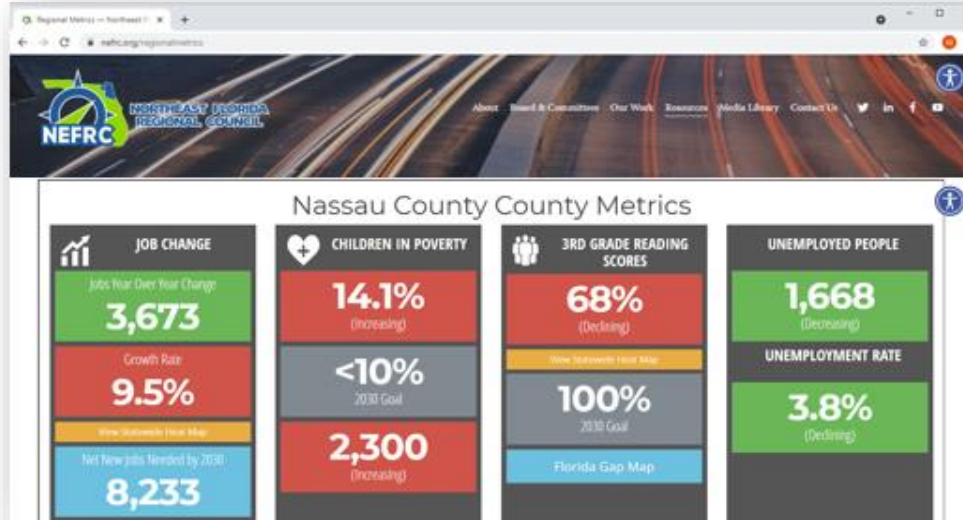 Regional Metrics — Northeast F
nefrc.org/regionalmetrics
NEFRC
NORTHEAST FLORIDA
REGIONAL COUNCIL
About Board & Committees Our Work Resources Media Library Contact Us
Nassau County County Metrics
JOB CHANGE
Jobs Year Over Year Change
3,673
Growth Rate
9.5%
View Statewide Heat Map
Net New Jobs Needed by 2030
8,233
CHILDREN IN POVERTY
14.1%
(Increasing)
<10%
2030 Goal
2,300
(Increasing)
3RD GRADE READING
SCORES
68%
(Declining)
View Statewide Heat Map
100%
2030 Goal
Florida Gap Map
UNEMPLOYED PEOPLE
1,668
(Decreasing)
UNEMPLOYMENT RATE
3.8%
(Declining)